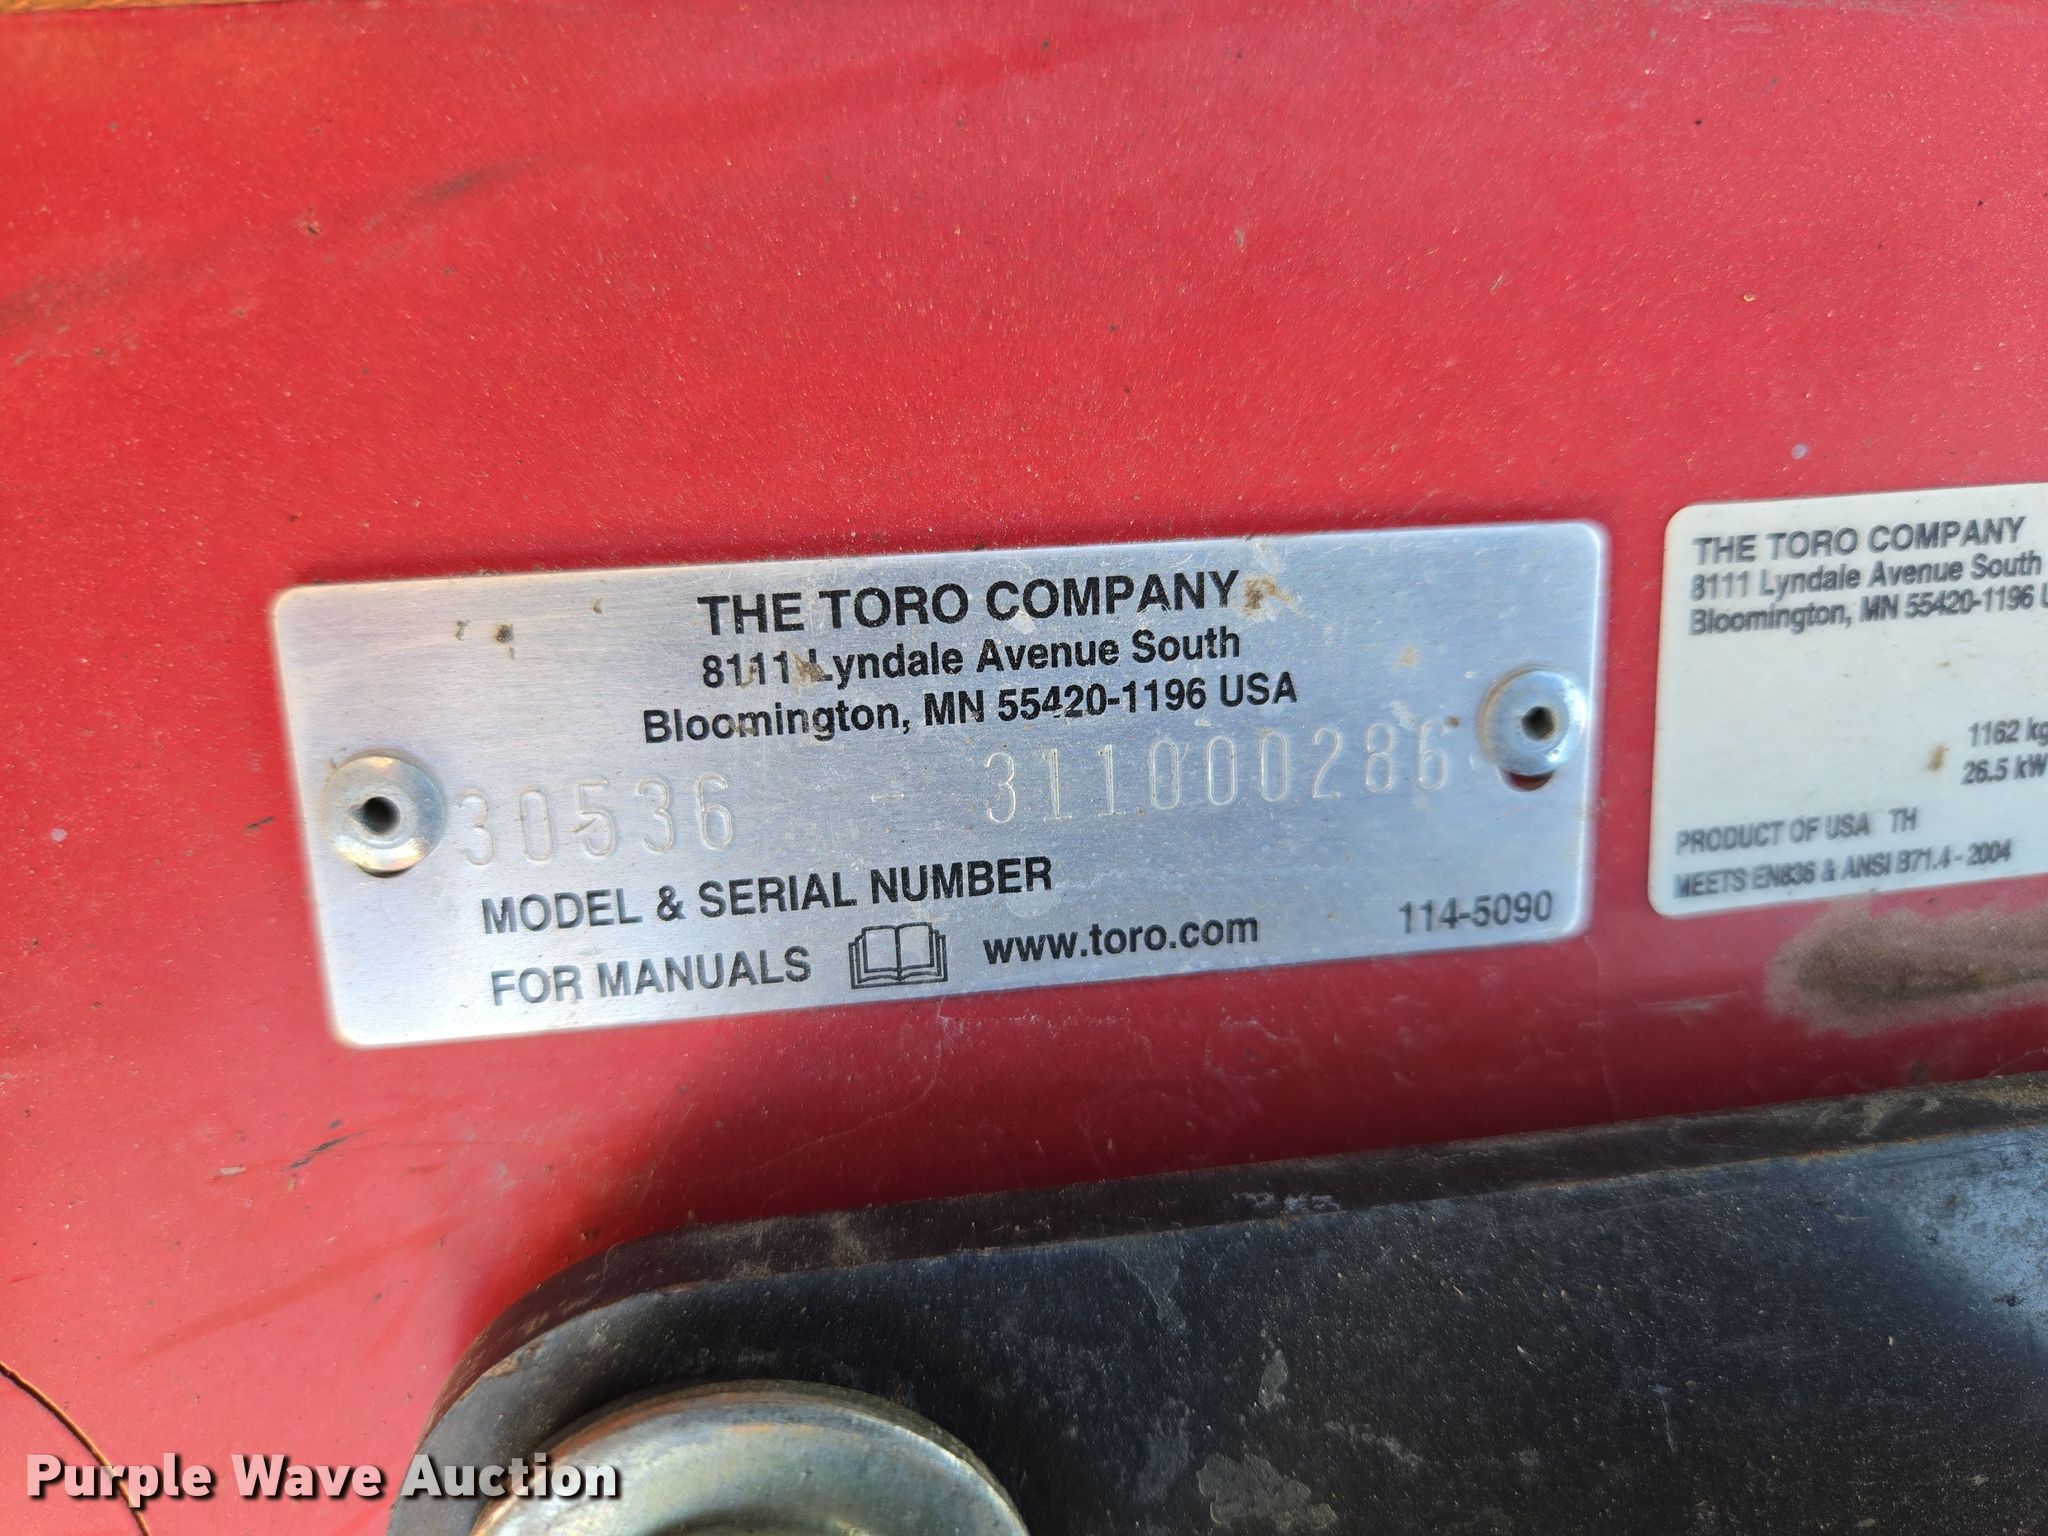 THE TORO COMPANY
8111 Lyndale Avenue South
Bloomington, MN 55420-1196 USA
30536 - 311000286
MODEL & SERIAL NUMBER
FOR MANUALS www.toro.com
114-5090
THE TORO COMPANY
8111 Lyndale Avenue South
Bloomington, MN 55420-1196
1162 kg
26.5 kW
PRODUCT OF USA TH
MEETS EN836 & ANSI B71.4 - 2004
Purple Wave Auction